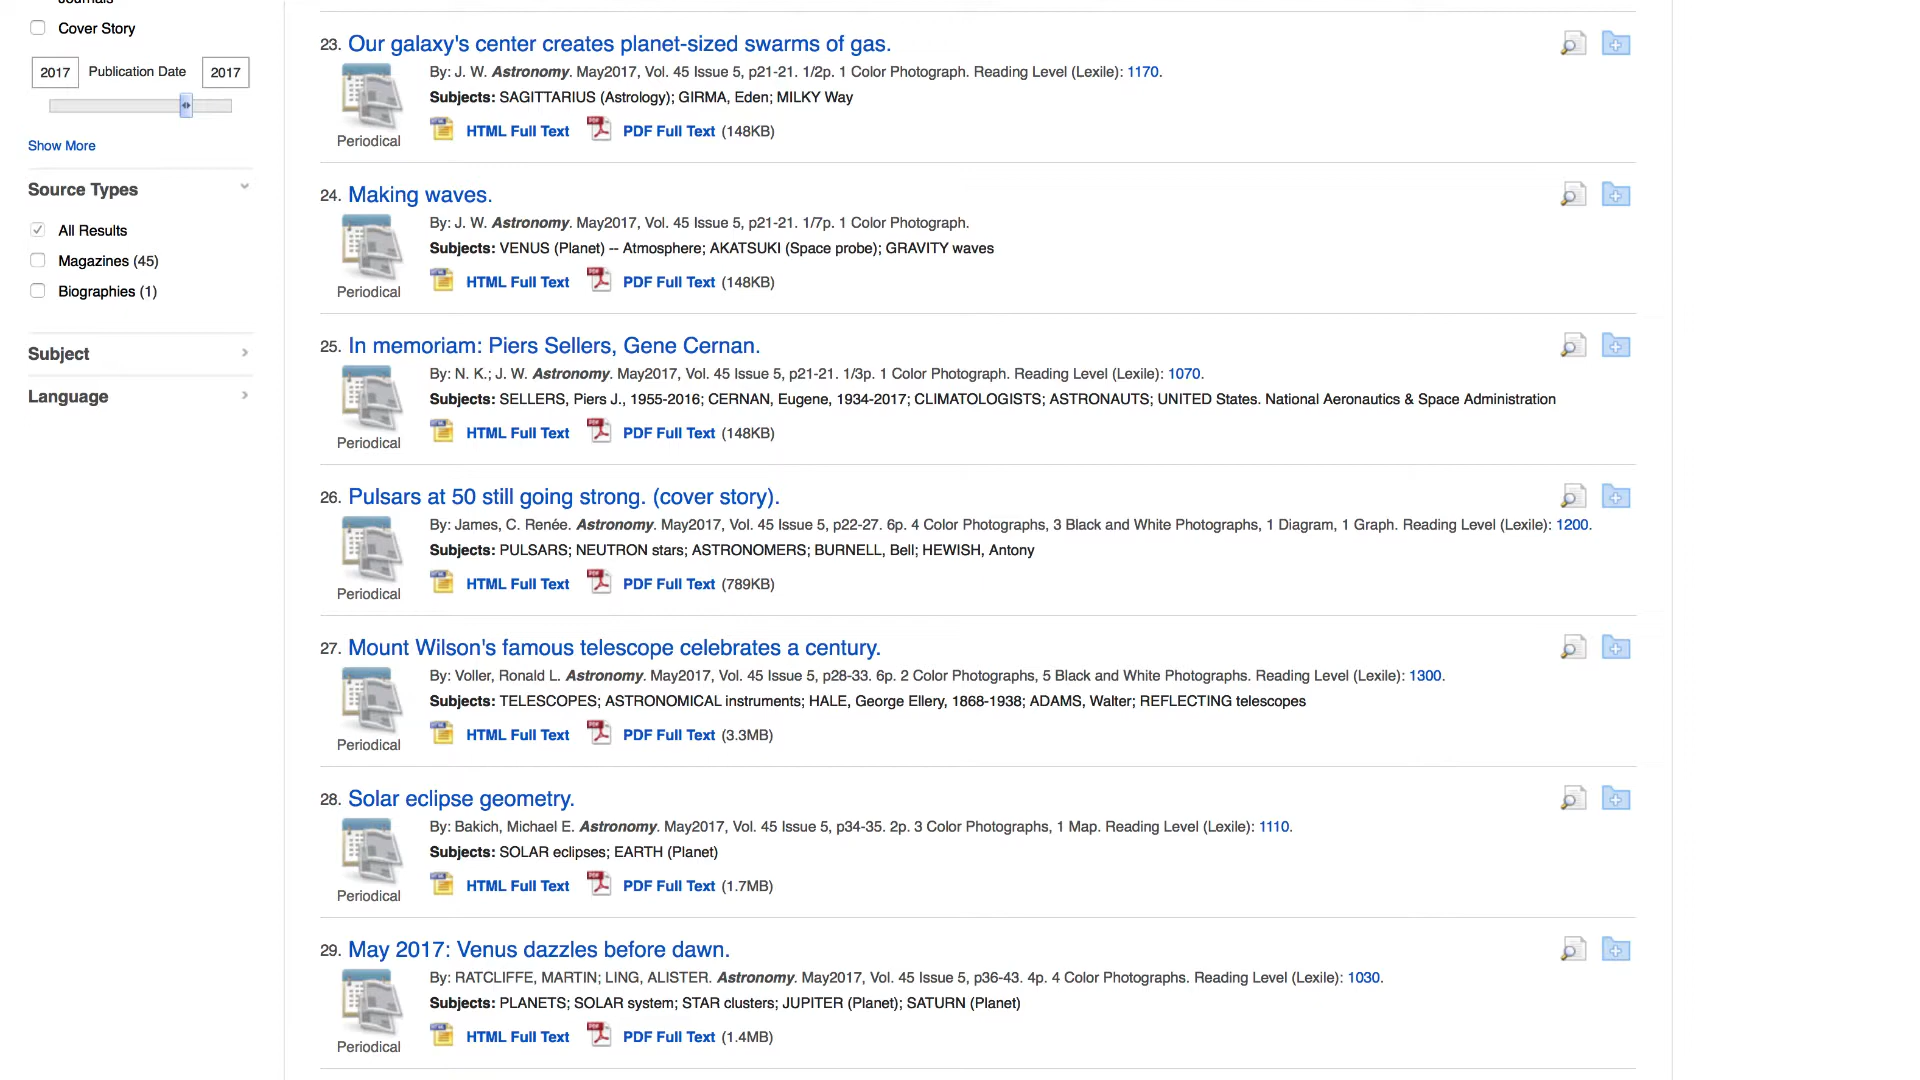 Cover Story
2017 Publication Date 2017
Show More
Source Types
All Results
Magazines (45)
Biographies (1)
Subject
Language
23. Our galaxy's center creates planet-sized swarms of gas.
By: J. W. Astronomy. May2017, Vol. 45 Issue 5, p21-21. 1/2p. 1 Color Photograph. Reading Level (Lexile): 1170.
Subjects: SAGITTARIUS (Astrology); GIRMA, Eden; MILKY Way
HTML Full Text PDF Full Text (148KB)
Periodical
24. Making waves.
By: J. W. Astronomy. May2017, Vol. 45 Issue 5, p21-21. 1/7p. 1 Color Photograph.
Subjects: VENUS (Planet) -- Atmosphere; AKATSUKI (Space probe); GRAVITY waves
HTML Full Text PDF Full Text (148KB)
Periodical
25. In memoriam: Piers Sellers, Gene Cernan.
By: N. K.; J. W. Astronomy. May2017, Vol. 45 Issue 5, p21-21. 1/3p. 1 Color Photograph. Reading Level (Lexile): 1070.
Subjects: SELLERS, Piers J., 1955-2016; CERNAN, Eugene, 1934-2017; CLIMATOLOGISTS; ASTRONAUTS; UNITED States. National Aeronautics & Space Administration
HTML Full Text PDF Full Text (148KB)
Periodical
26. Pulsars at 50 still going strong. (cover story).
By: James, C. Renée. Astronomy. May2017, Vol. 45 Issue 5, p22-27. 6p. 4 Color Photographs, 3 Black and White Photographs, 1 Diagram, 1 Graph. Reading Level (Lexile): 1200.
Subjects: PULSARS; NEUTRON stars; ASTRONOMERS; BURNELL, Bell; HEWISH, Antony
HTML Full Text PDF Full Text (789KB)
Periodical
27. Mount Wilson's famous telescope celebrates a century.
By: Voller, Ronald L. Astronomy. May2017, Vol. 45 Issue 5, p28-33. 6p. 2 Color Photographs, 5 Black and White Photographs. Reading Level (Lexile): 1300.
Subjects: TELESCOPES; ASTRONOMICAL instruments; HALE, George Ellery, 1868-1938; ADAMS, Walter; REFLECTING telescopes
HTML Full Text PDF Full Text (3.3MB)
Periodical
28. Solar eclipse geometry.
By: Bakich, Michael E. Astronomy. May2017, Vol. 45 Issue 5, p34-35. 2p. 3 Color Photographs, 1 Map. Reading Level (Lexile): 1110.
Subjects: SOLAR eclipses; EARTH (Planet)
HTML Full Text PDF Full Text (1.7MB)
Periodical
29. May 2017: Venus dazzles before dawn.
By: RATCLIFFE, MARTIN; LING, ALISTER. Astronomy. May2017, Vol. 45 Issue 5, p36-43. 4p. 4 Color Photographs. Reading Level (Lexile): 1030.
Subjects: PLANETS; SOLAR system; STAR clusters; JUPITER (Planet); SATURN (Planet)
HTML Full Text PDF Full Text (1.4MB)
Periodical